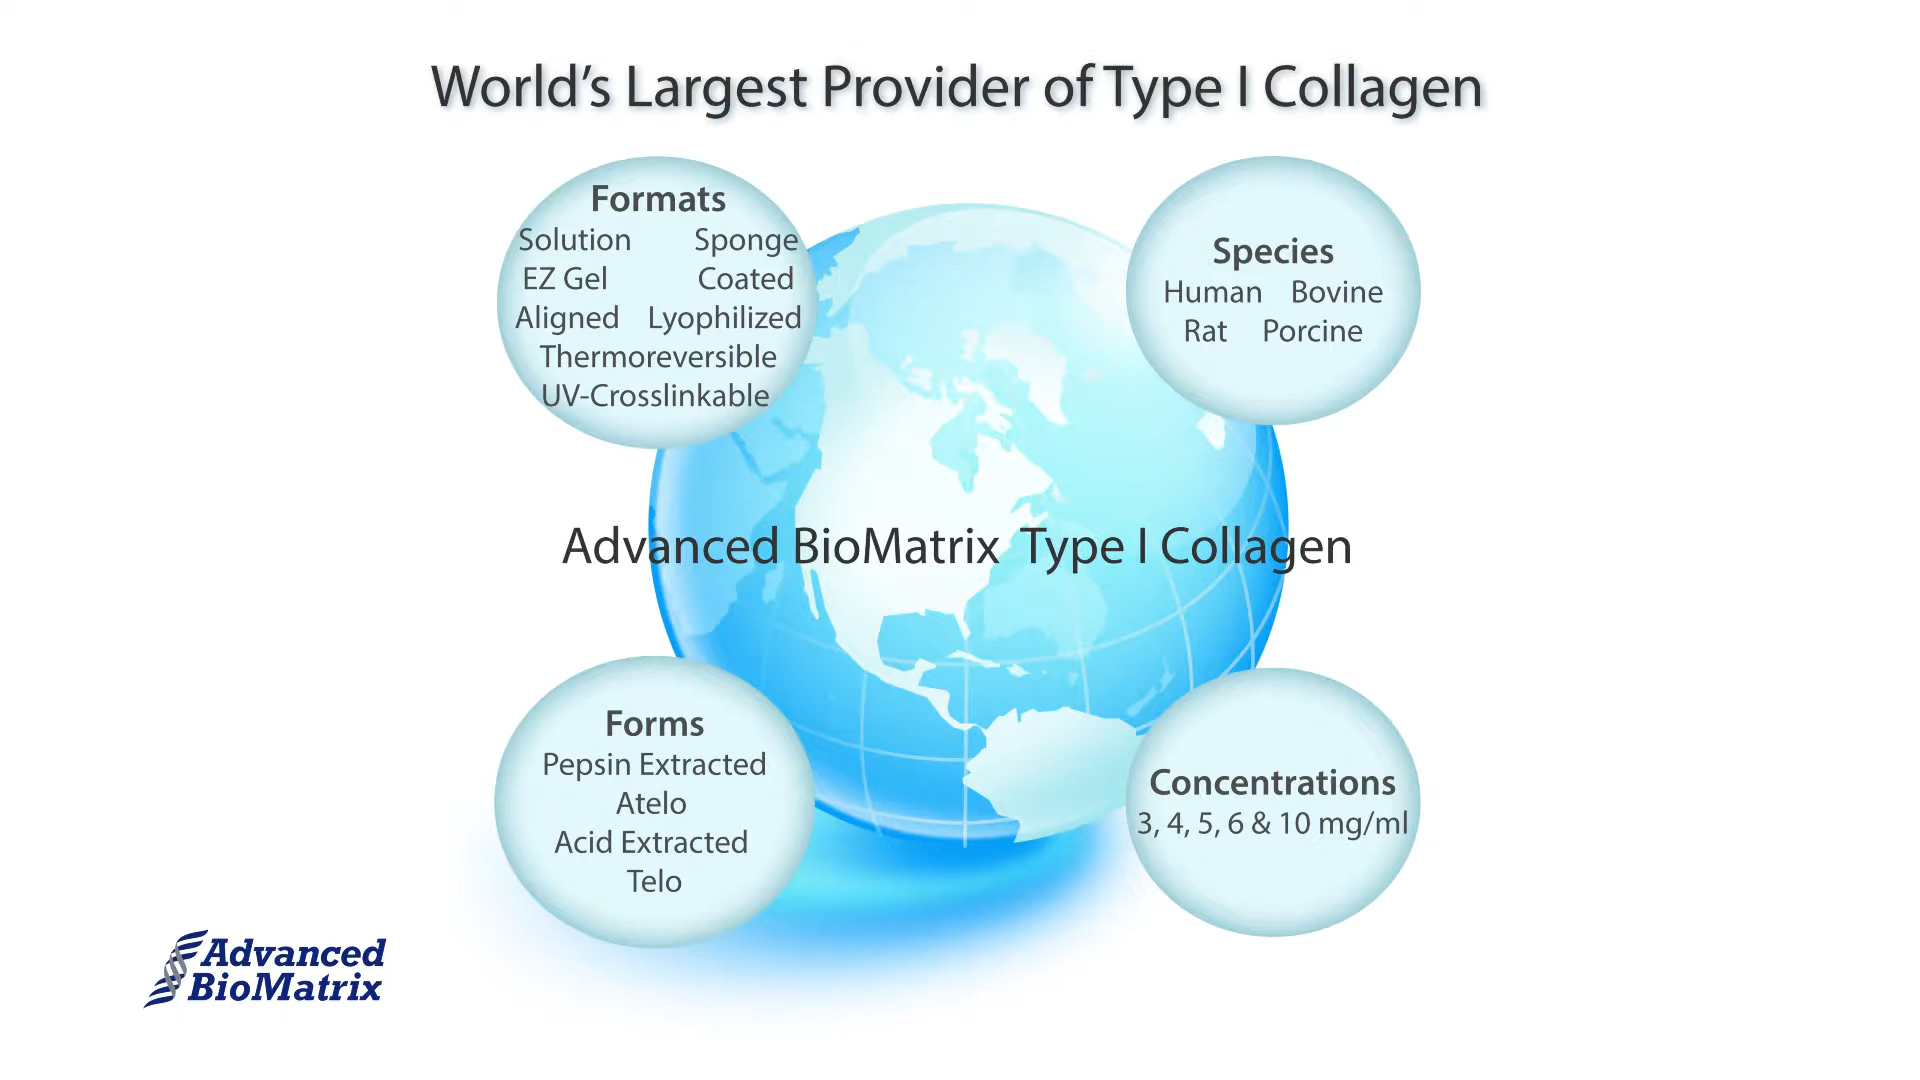 World's Largest Provider of Type I Collagen
Formats
Solution Sponge
EZ Gel Coated
Aligned Lyophilized
Thermoreversible
UV-Crosslinkable
Species
Human Bovine
Rat Porcine
Advanced BioMatrix Type I Collagen
Forms
Pepsin Extracted
Atelo
Acid Extracted
Telo
Concentrations
3, 4, 5, 6 & 10 mg/ml
Advanced
BioMatrix